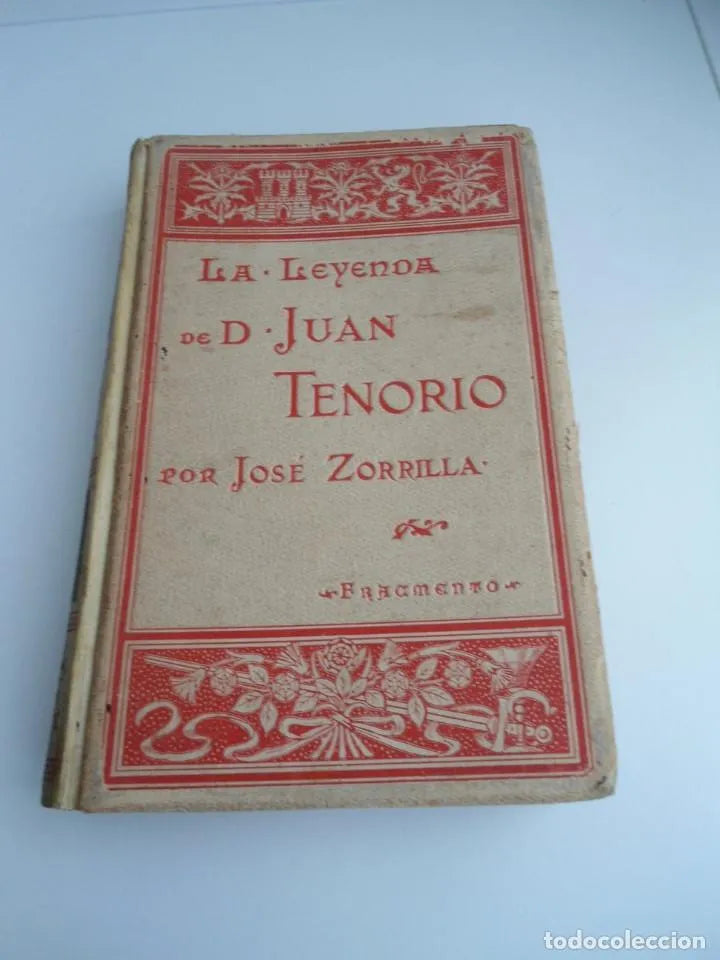 La · Leyenda
de D · Juan
Tenorio
por José Zorrilla ·
Fragmento
todocoleccion